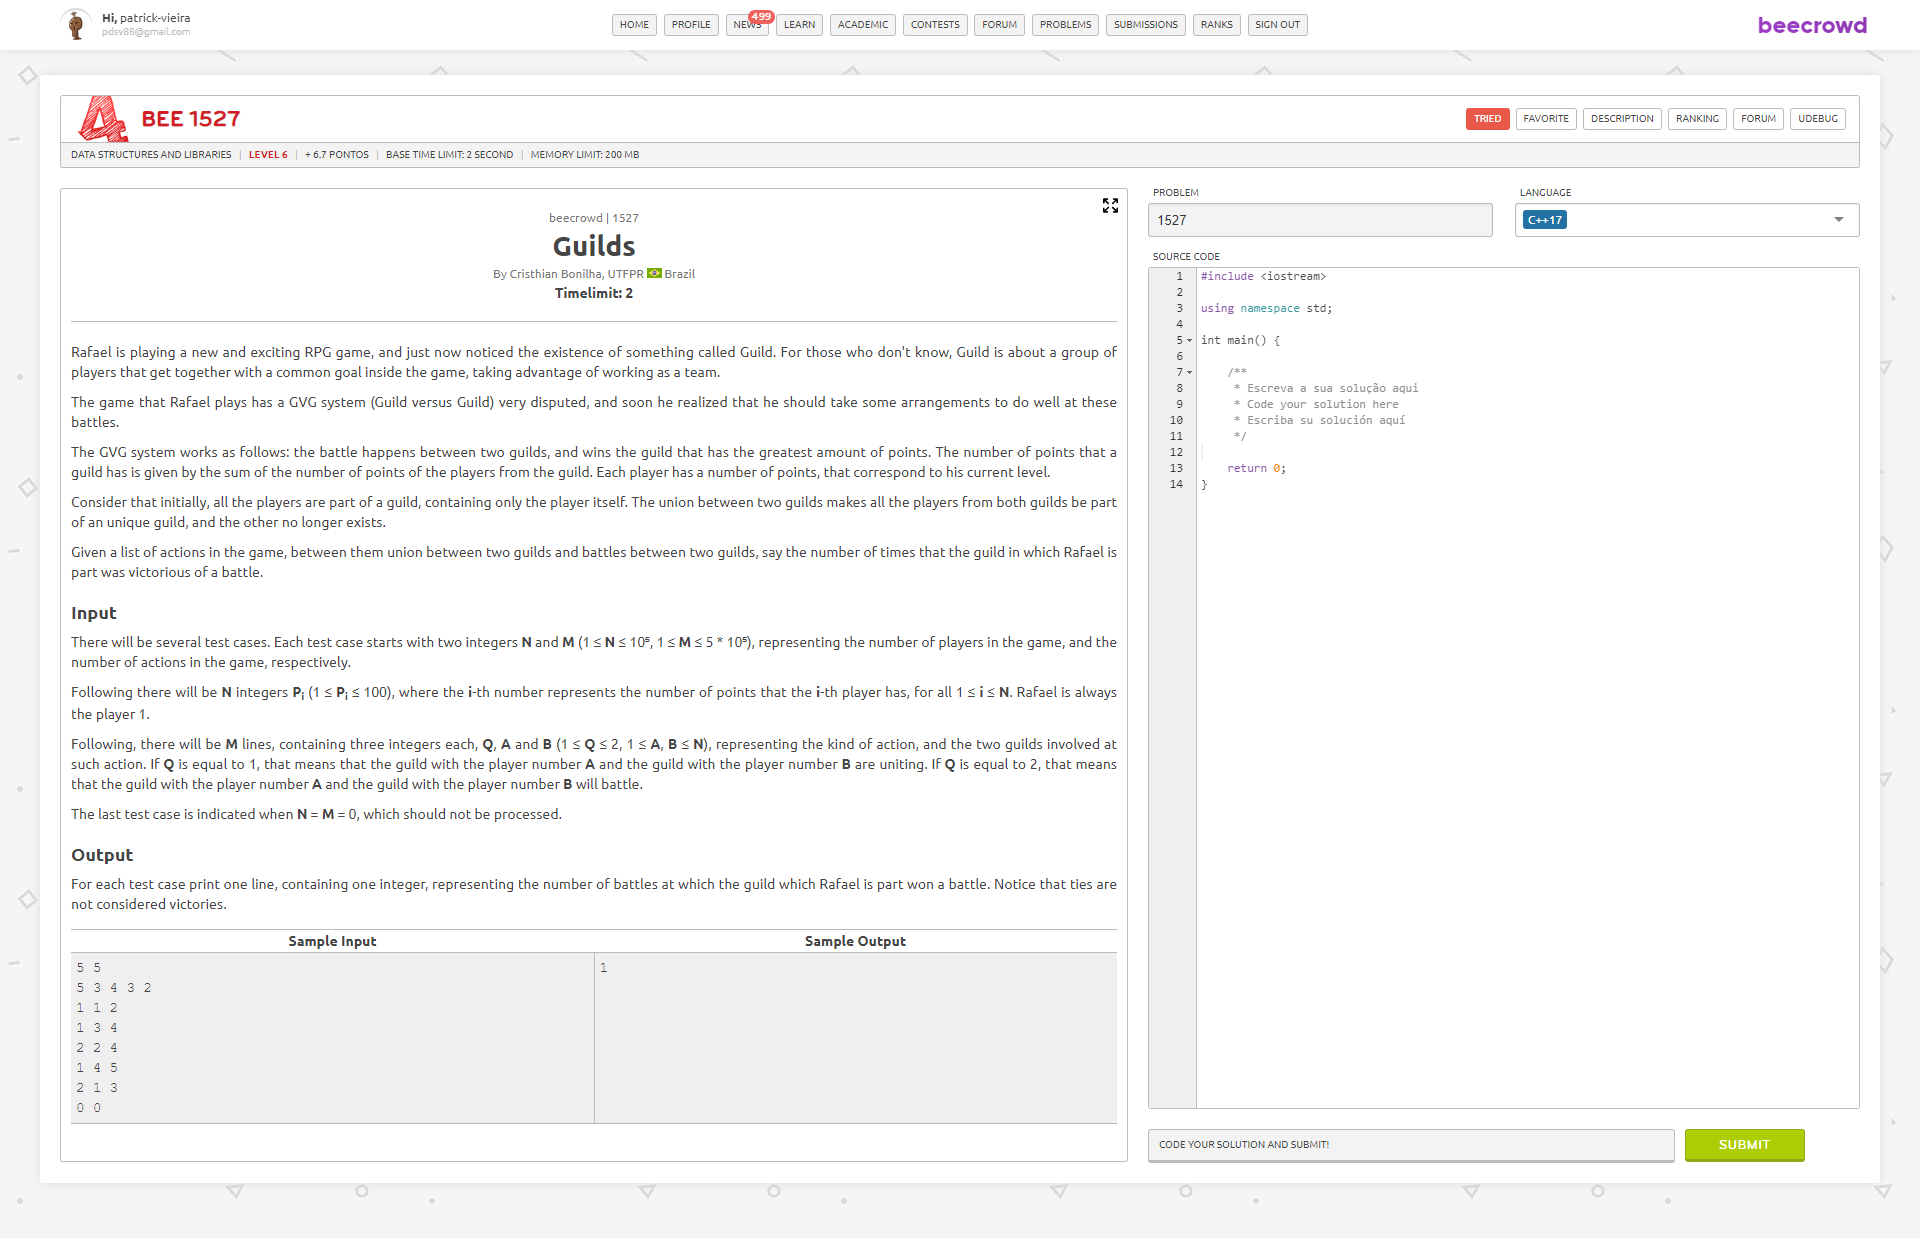 Hi, patrick-vieira
pdsv88@gmail.com
HOME PROFILE NEWS 499 LEARN ACADEMIC CONTESTS FORUM PROBLEMS SUBMISSIONS RANKS SIGN OUT
beecrowd
4 BEE 1527
TRIED FAVORITE DESCRIPTION RANKING FORUM UDEBUG
DATA STRUCTURES AND LIBRARIES | LEVEL 6 | + 6.7 PONTOS | BASE TIME LIMIT: 2 SECOND | MEMORY LIMIT: 200 MB
beecrowd | 1527
Guilds
By Cristhian Bonilha, UTFPR Brazil
Timelimit: 2
Rafael is playing a new and exciting RPG game, and just now noticed the existence of something called Guild. For those who don't know, Guild is about a group of
players that get together with a common goal inside the game, taking advantage of working as a team.
The game that Rafael plays has a GVG system (Guild versus Guild) very disputed, and soon he realized that he should take some arrangements to do well at these
battles.
The GVG system works as follows: the battle happens between two guilds, and wins the guild that has the greatest amount of points. The number of points that a
guild has is given by the sum of the number of points of the players from the guild. Each player has a number of points, that correspond to his current level.
Consider that initially, all the players are part of a guild, containing only the player itself. The union between two guilds makes all the players from both guilds be part
of an unique guild, and the other no longer exists.
Given a list of actions in the game, between them union between two guilds and battles between two guilds, say the number of times that the guild in which Rafael is
part was victorious of a battle.
Input
There will be several test cases. Each test case starts with two integers N and M (1 ≤ N ≤ 10⁵, 1 ≤ M ≤ 5 * 10⁵), representing the number of players in the game, and the
number of actions in the game, respectively.
Following there will be N integers Pi (1 ≤ Pi ≤ 100), where the i-th number represents the number of points that the i-th player has, for all 1 ≤ i ≤ N. Rafael is always
the player 1.
Following, there will be M lines, containing three integers each, Q, A and B (1 ≤ Q ≤ 2, 1 ≤ A, B ≤ N), representing the kind of action, and the two guilds involved at
such action. If Q is equal to 1, that means that the guild with the player number A and the guild with the player number B are uniting. If Q is equal to 2, that means
that the guild with the player number A and the guild with the player number B will battle.
The last test case is indicated when N = M = 0, which should not be processed.
Output
For each test case print one line, containing one integer, representing the number of battles at which the guild which Rafael is part won a battle. Notice that ties are
not considered victories.
Sample Input
5 5
5 3 4 3 2
1 1 2
1 3 4
2 2 4
1 4 5
2 1 3
0 0
Sample Output
1
PROBLEM
1527
LANGUAGE
C++17
SOURCE CODE
1 #include <iostream>
2
3 using namespace std;
4
5 int main() {
6
7 /**
8 * Escreva a sua solução aqui
9 * Code your solution here
10 * Escriba su solución aquí
11 */
12
13 return 0;
14 }
CODE YOUR SOLUTION AND SUBMIT!
SUBMIT